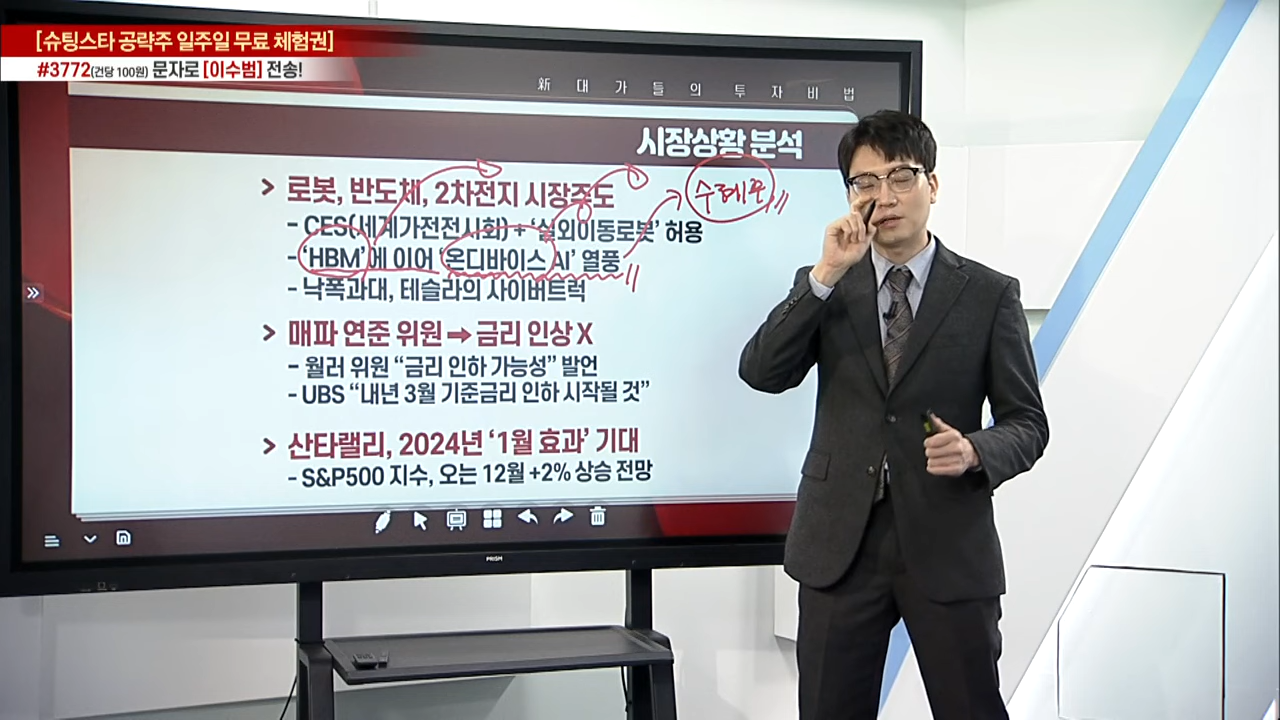 [슈팅스타 공략주 일주일 무료 체험권]
#3772(건당 100원) 문자로 [이수범] 전송!
新 대 가 들 의 투 자 비 법
시장상황 분석
> 로봇, 반도체, 2차전지 시장주도
수혜주
- CES(세계가전전시회) + ‘실외이동로봇’ 허용
- ‘HBM’에 이어 ‘온디바이스 AI’ 열풍
- 낙폭과대, 테슬라의 사이버트럭
> 매파 연준 위원 → 금리 인상 X
- 월러 위원 “금리 인하 가능성” 발언
- UBS “내년 3월 기준금리 인하 시작될 것”
> 산타랠리, 2024년 ‘1월 효과’ 기대
- S&P500 지수, 오는 12월 +2% 상승 전망
PRISM